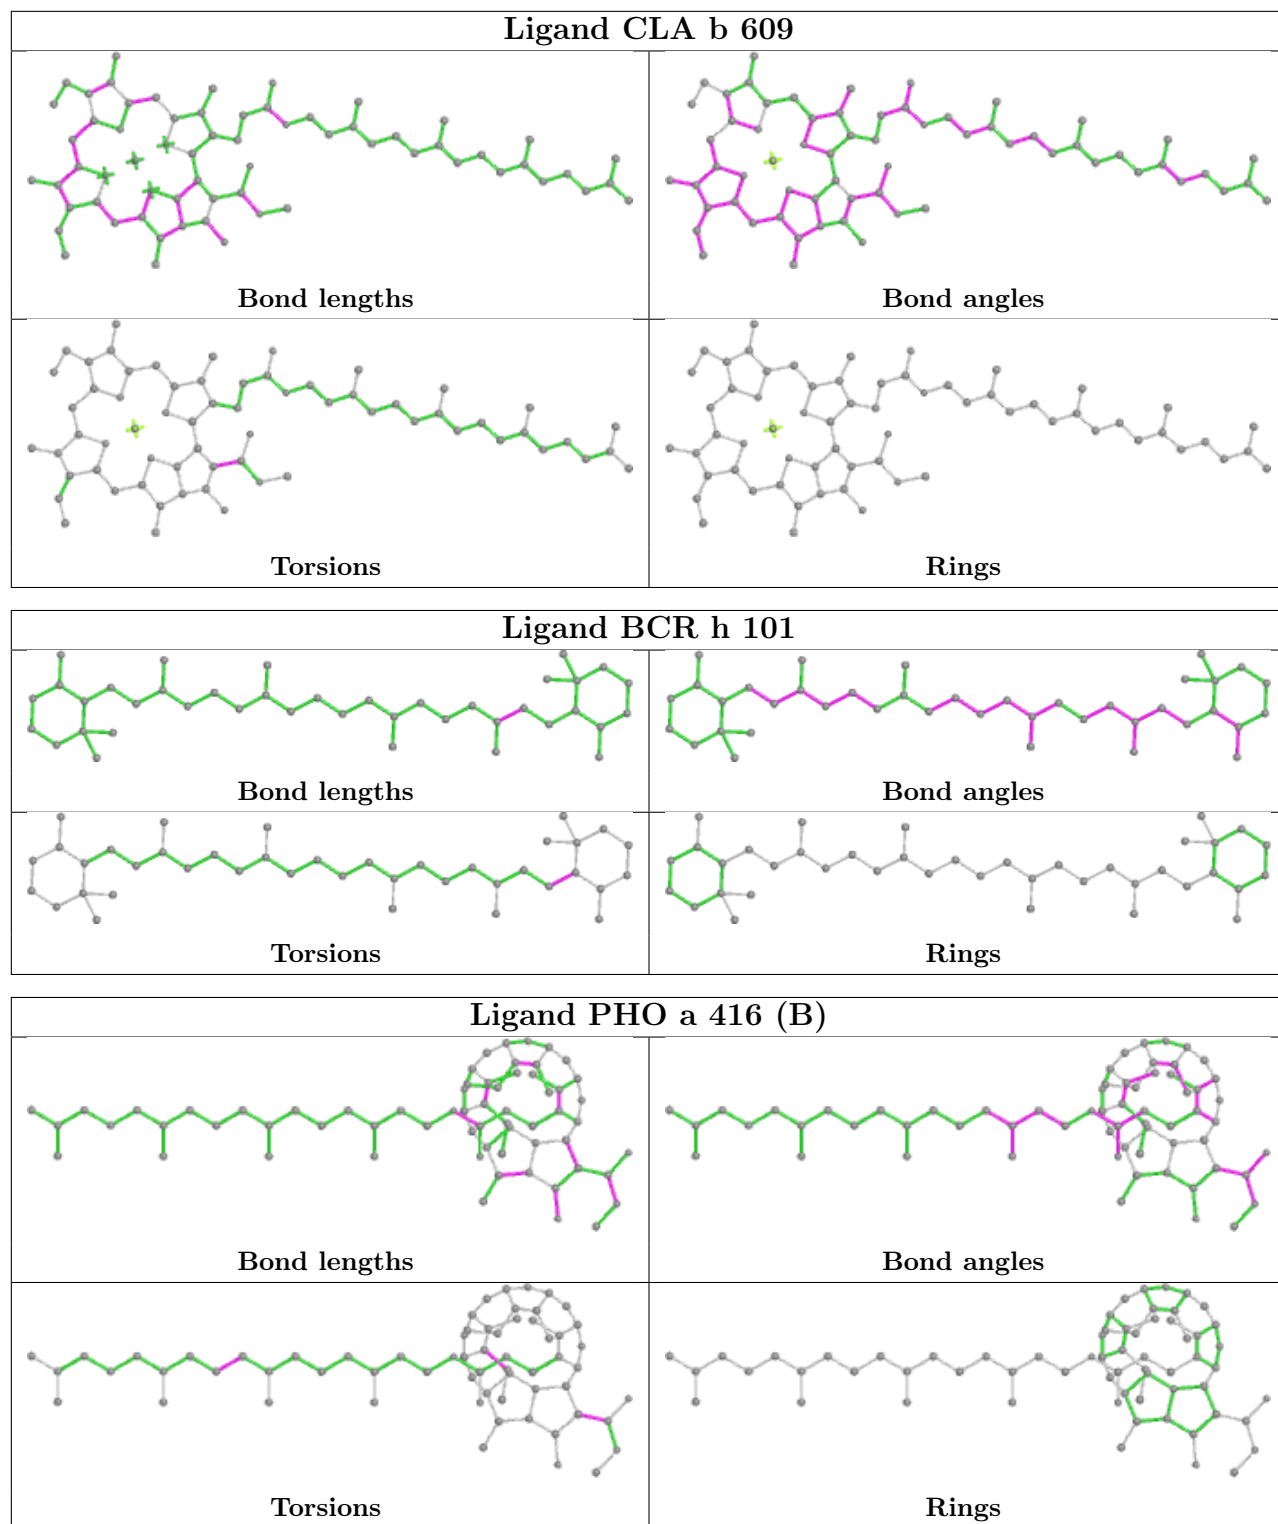 Ligand CLA b 609
Bond lengths
Bond angles
Torsions
Rings
Ligand BCR h 101
Bond lengths
Bond angles
Torsions
Rings
Ligand PHO a 416 (B)
Bond lengths
Bond angles
Torsions
Rings